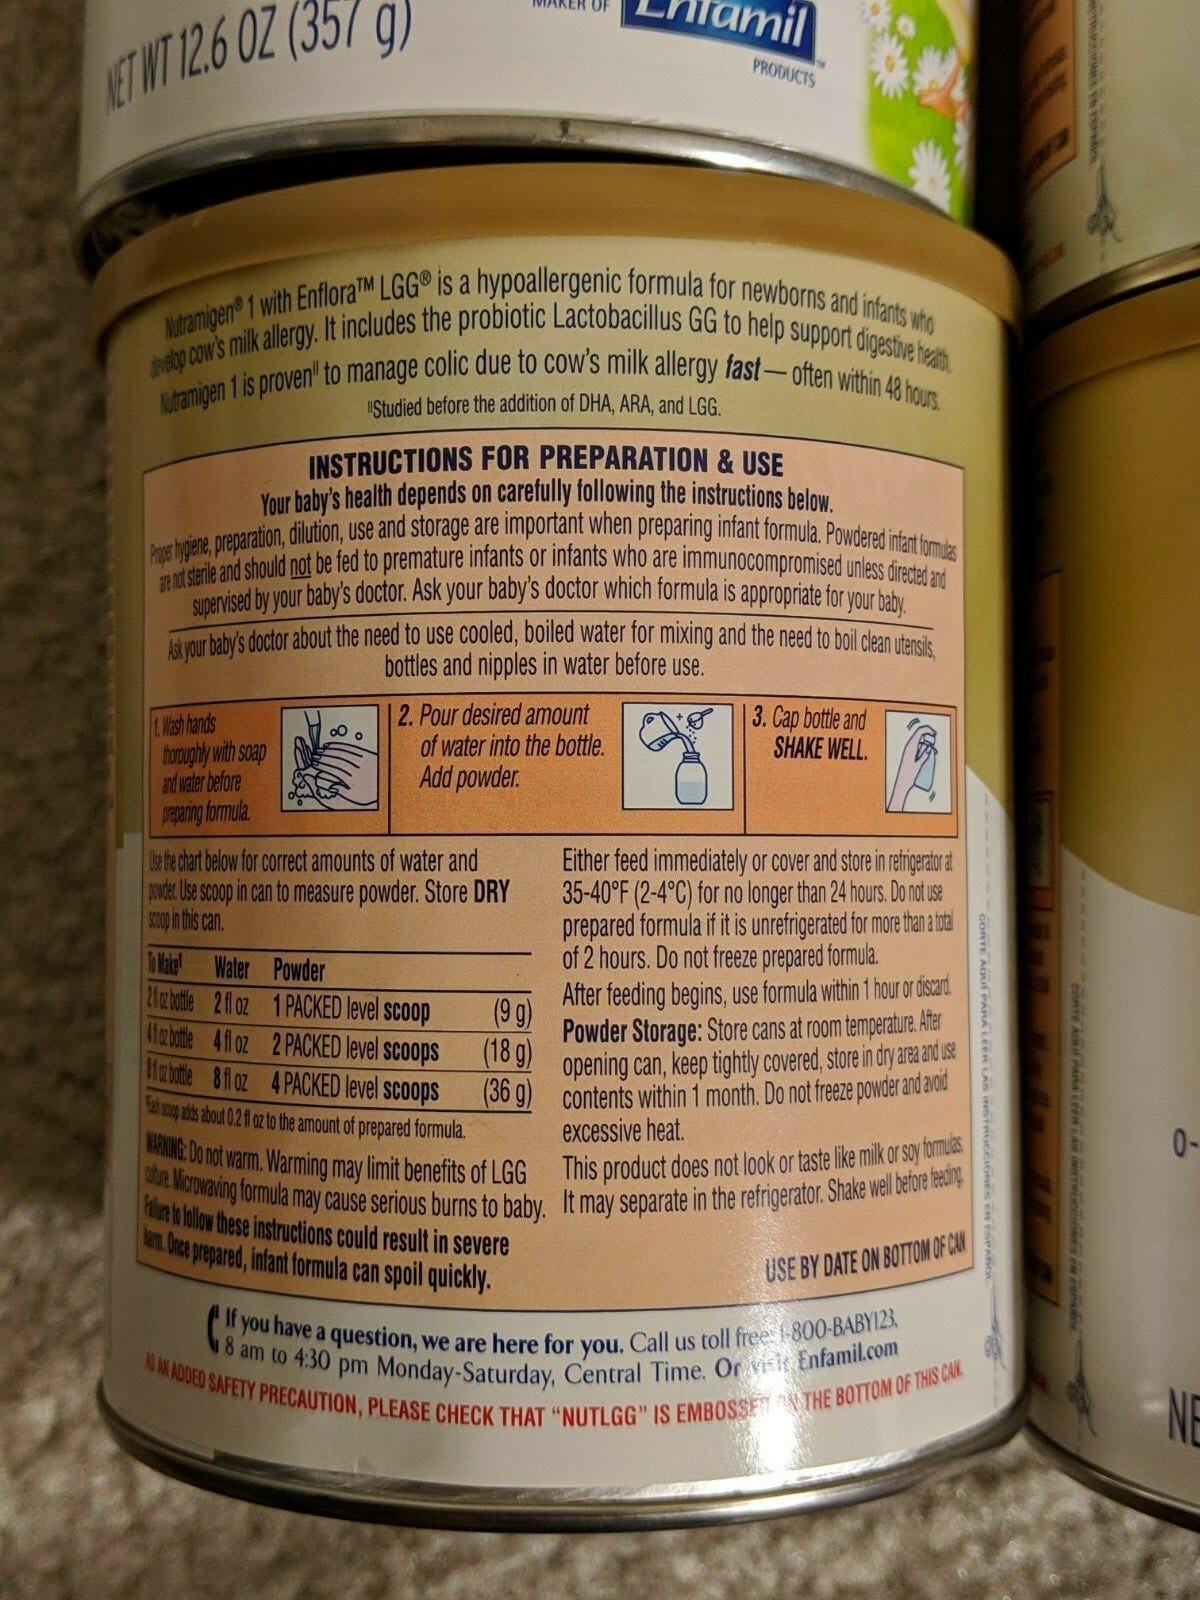 NET WT 12.6 OZ (357 g)
MAKER OF
Enfamil™
PRODUCTS
Nutramigen® 1 with Enflora™ LGG® is a hypoallergenic formula for newborns and infants who
develop cow's milk allergy. It includes the probiotic Lactobacillus GG to help support digestive health.
Nutramigen 1 is proven" to manage colic due to cow's milk allergy fast — often within 48 hours.
"Studied before the addition of DHA, ARA, and LGG.
INSTRUCTIONS FOR PREPARATION & USE
Your baby's health depends on carefully following the instructions below.
Proper hygiene, preparation, dilution, use and storage are important when preparing infant formula. Powdered infant formulas
are not sterile and should not be fed to premature infants or infants who are immunocompromised unless directed and
supervised by your baby's doctor. Ask your baby's doctor which formula is appropriate for your baby.
Ask your baby's doctor about the need to use cooled, boiled water for mixing and the need to boil clean utensils,
bottles and nipples in water before use.
1. Wash hands
thoroughly with soap
and water before
preparing formula.
2. Pour desired amount
of water into the bottle.
Add powder.
3. Cap bottle and
SHAKE WELL.
Use the chart below for correct amounts of water and
powder. Use scoop in can to measure powder. Store DRY
scoop in this can.
To Make¶ Water Powder
2 fl oz bottle 2 fl oz 1 PACKED level scoop (9 g)
4 fl oz bottle 4 fl oz 2 PACKED level scoops (18 g)
8 fl oz bottle 8 fl oz 4 PACKED level scoops (36 g)
¶Each scoop adds about 0.2 fl oz to the amount of prepared formula.
WARNING: Do not warm. Warming may limit benefits of LGG
culture. Microwaving formula may cause serious burns to baby.
Failure to follow these instructions could result in severe
harm. Once prepared, infant formula can spoil quickly.
Either feed immediately or cover and store in refrigerator at
35-40°F (2-4°C) for no longer than 24 hours. Do not use
prepared formula if it is unrefrigerated for more than a total
of 2 hours. Do not freeze prepared formula.
After feeding begins, use formula within 1 hour or discard.
Powder Storage: Store cans at room temperature. After
opening can, keep tightly covered, store in dry area and use
contents within 1 month. Do not freeze powder and avoid
excessive heat.
This product does not look or taste like milk or soy formulas.
It may separate in the refrigerator. Shake well before feeding.
USE BY DATE ON BOTTOM OF CAN
If you have a question, we are here for you. Call us toll free: 1-800-BABY123,
8 am to 4:30 pm Monday-Saturday, Central Time. Or visit Enfamil.com
AS AN ADDED SAFETY PRECAUTION, PLEASE CHECK THAT "NUTLGG" IS EMBOSSED ON THE BOTTOM OF THIS CAN.
CORTE AQUÍ PARA LEER LAS INSTRUCCIONES EN ESPAÑOL
CORTE AQUÍ PARA LEER LAS INSTRUCCIONES EN ESPAÑOL
0-
NE